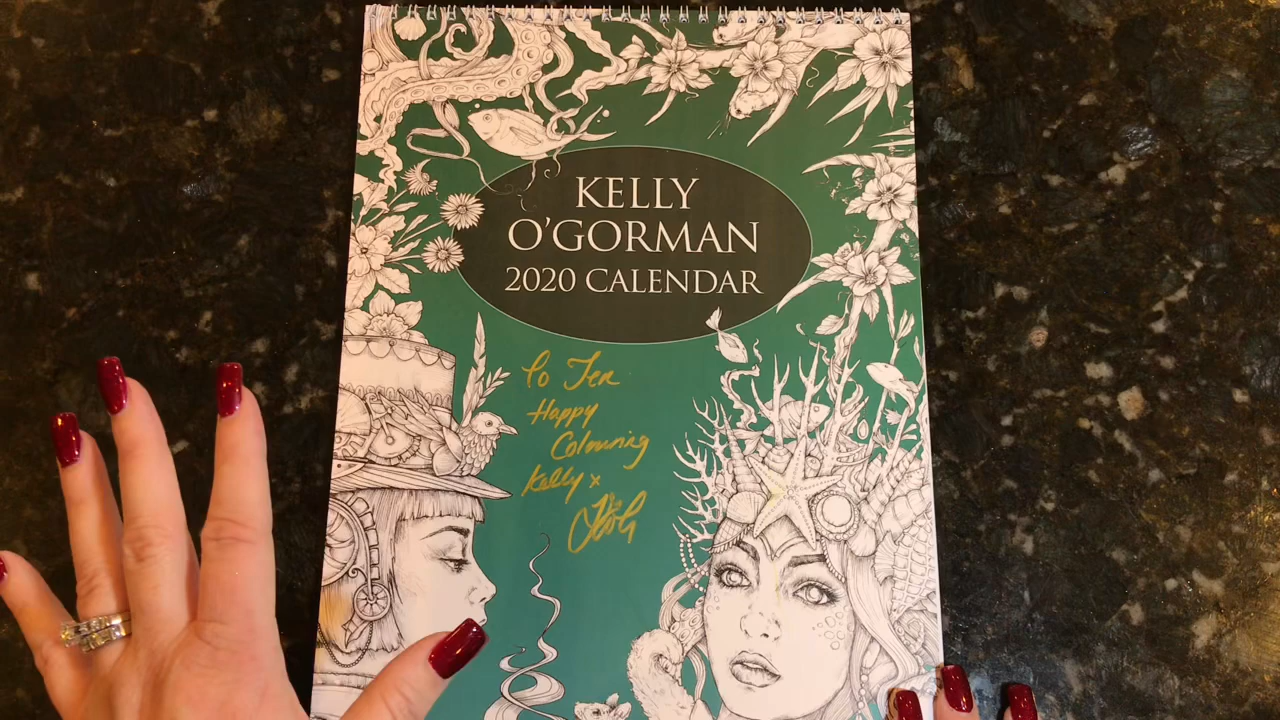 KELLY
O'GORMAN
2020 CALENDAR
To Jen
Happy
Colouring
Kelly x